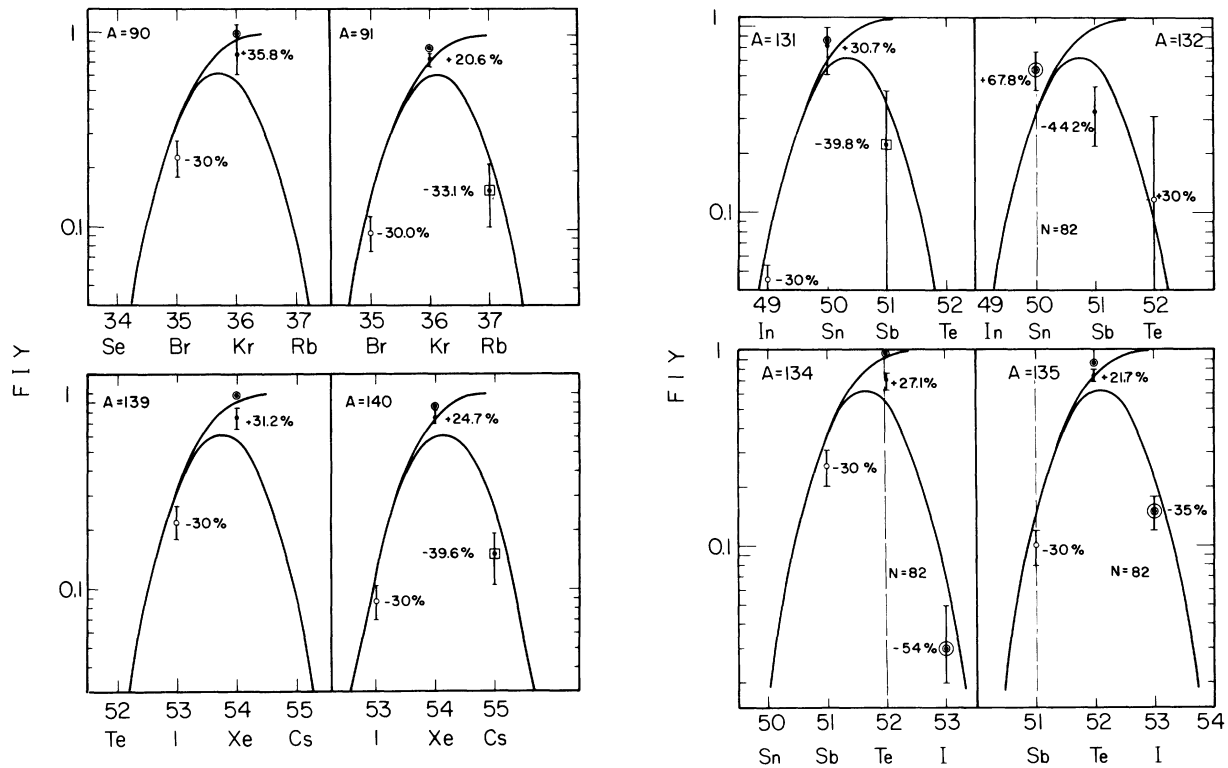 FIY
1
0.1
A=90
+35.8%
-30%
34 35 36 37
Se Br Kr Rb
A=91
+20.6%
-33.1%
-30.0%
35 36 37
Br Kr Rb
1
0.1
A=139
+31.2%
-30%
52 53 54 55
Te I Xe Cs
A=140
+24.7%
-39.6%
-30%
53 54 55
I Xe Cs
FIY
1
0.1
A=131
+30.7%
-39.8%
-30%
49 50 51 52
In Sn Sb Te
A=132
+67.8%
-442%
+30%
N=82
49 50 51 52
In Sn Sb Te
1
0.1
A=134
+27.1%
-30%
N=82
-54%
50 51 52 53
Sn Sb Te I
A=135
+21.7%
-35%
-30%
N=82
51 52 53 54
Sb Te I